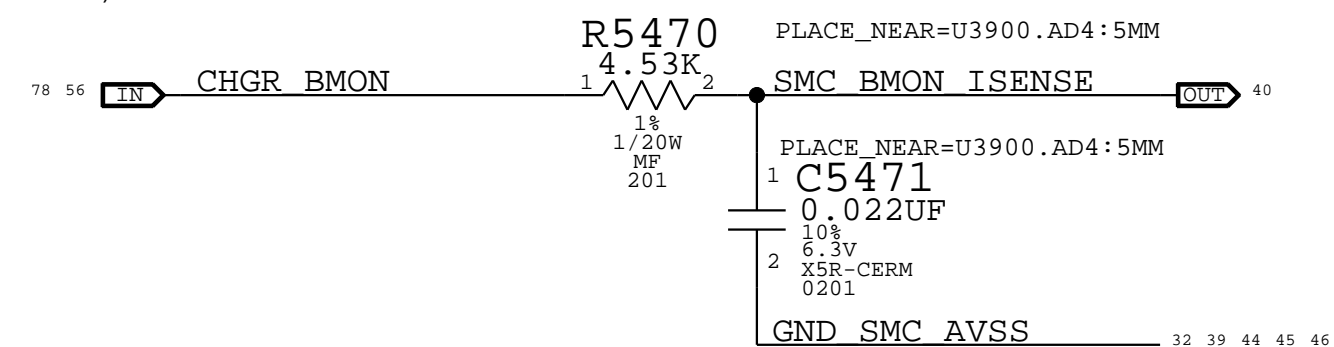 R5470 PLACE_NEAR=U3900.AD4:5MM
4.53K
78 56 IN CHGR_BMON 1 2 SMC_BMON_ISENSE OUT 40
1%
1/20W
MF
201
PLACE_NEAR=U3900.AD4:5MM
1 C5471
0.022UF
10%
6.3V
2 X5R-CERM
0201
GND_SMC_AVSS 32 39 44 45 46